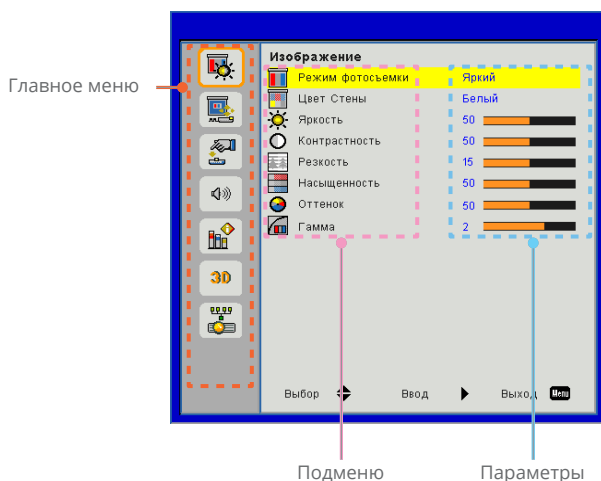 Изображение
Режим фотосъемки Яркий
Цвет Стены Белый
Главное меню
Яркость 50
Контрастность 50
Резкость 15
Насыщенность 50
Оттенок 50
Гамма 2
3D
Выбор Ввод Выход Menu
Подменю Параметры